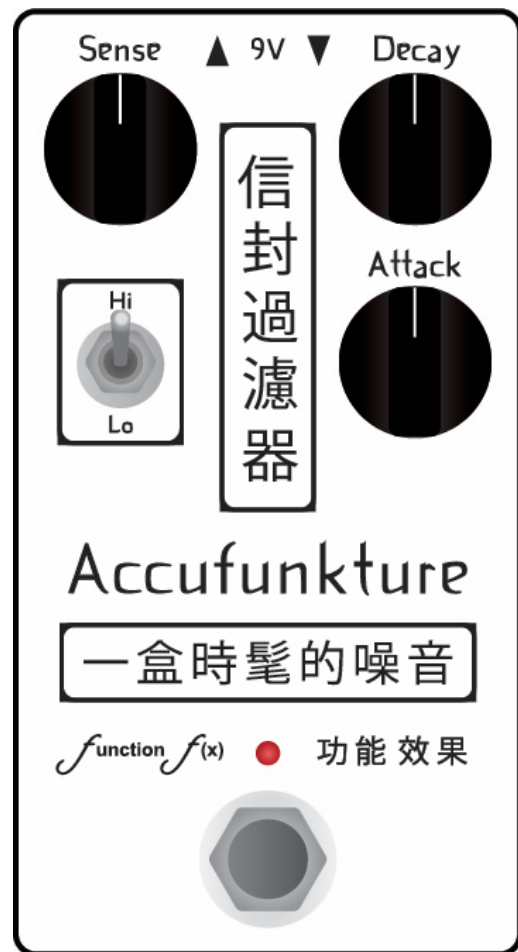 Sense ▲ 9V ▼ Decay
信封過濾器
Attack
Hi
Lo
Accufunkture
一盒時髦的噪音
function f(x) 功能效果